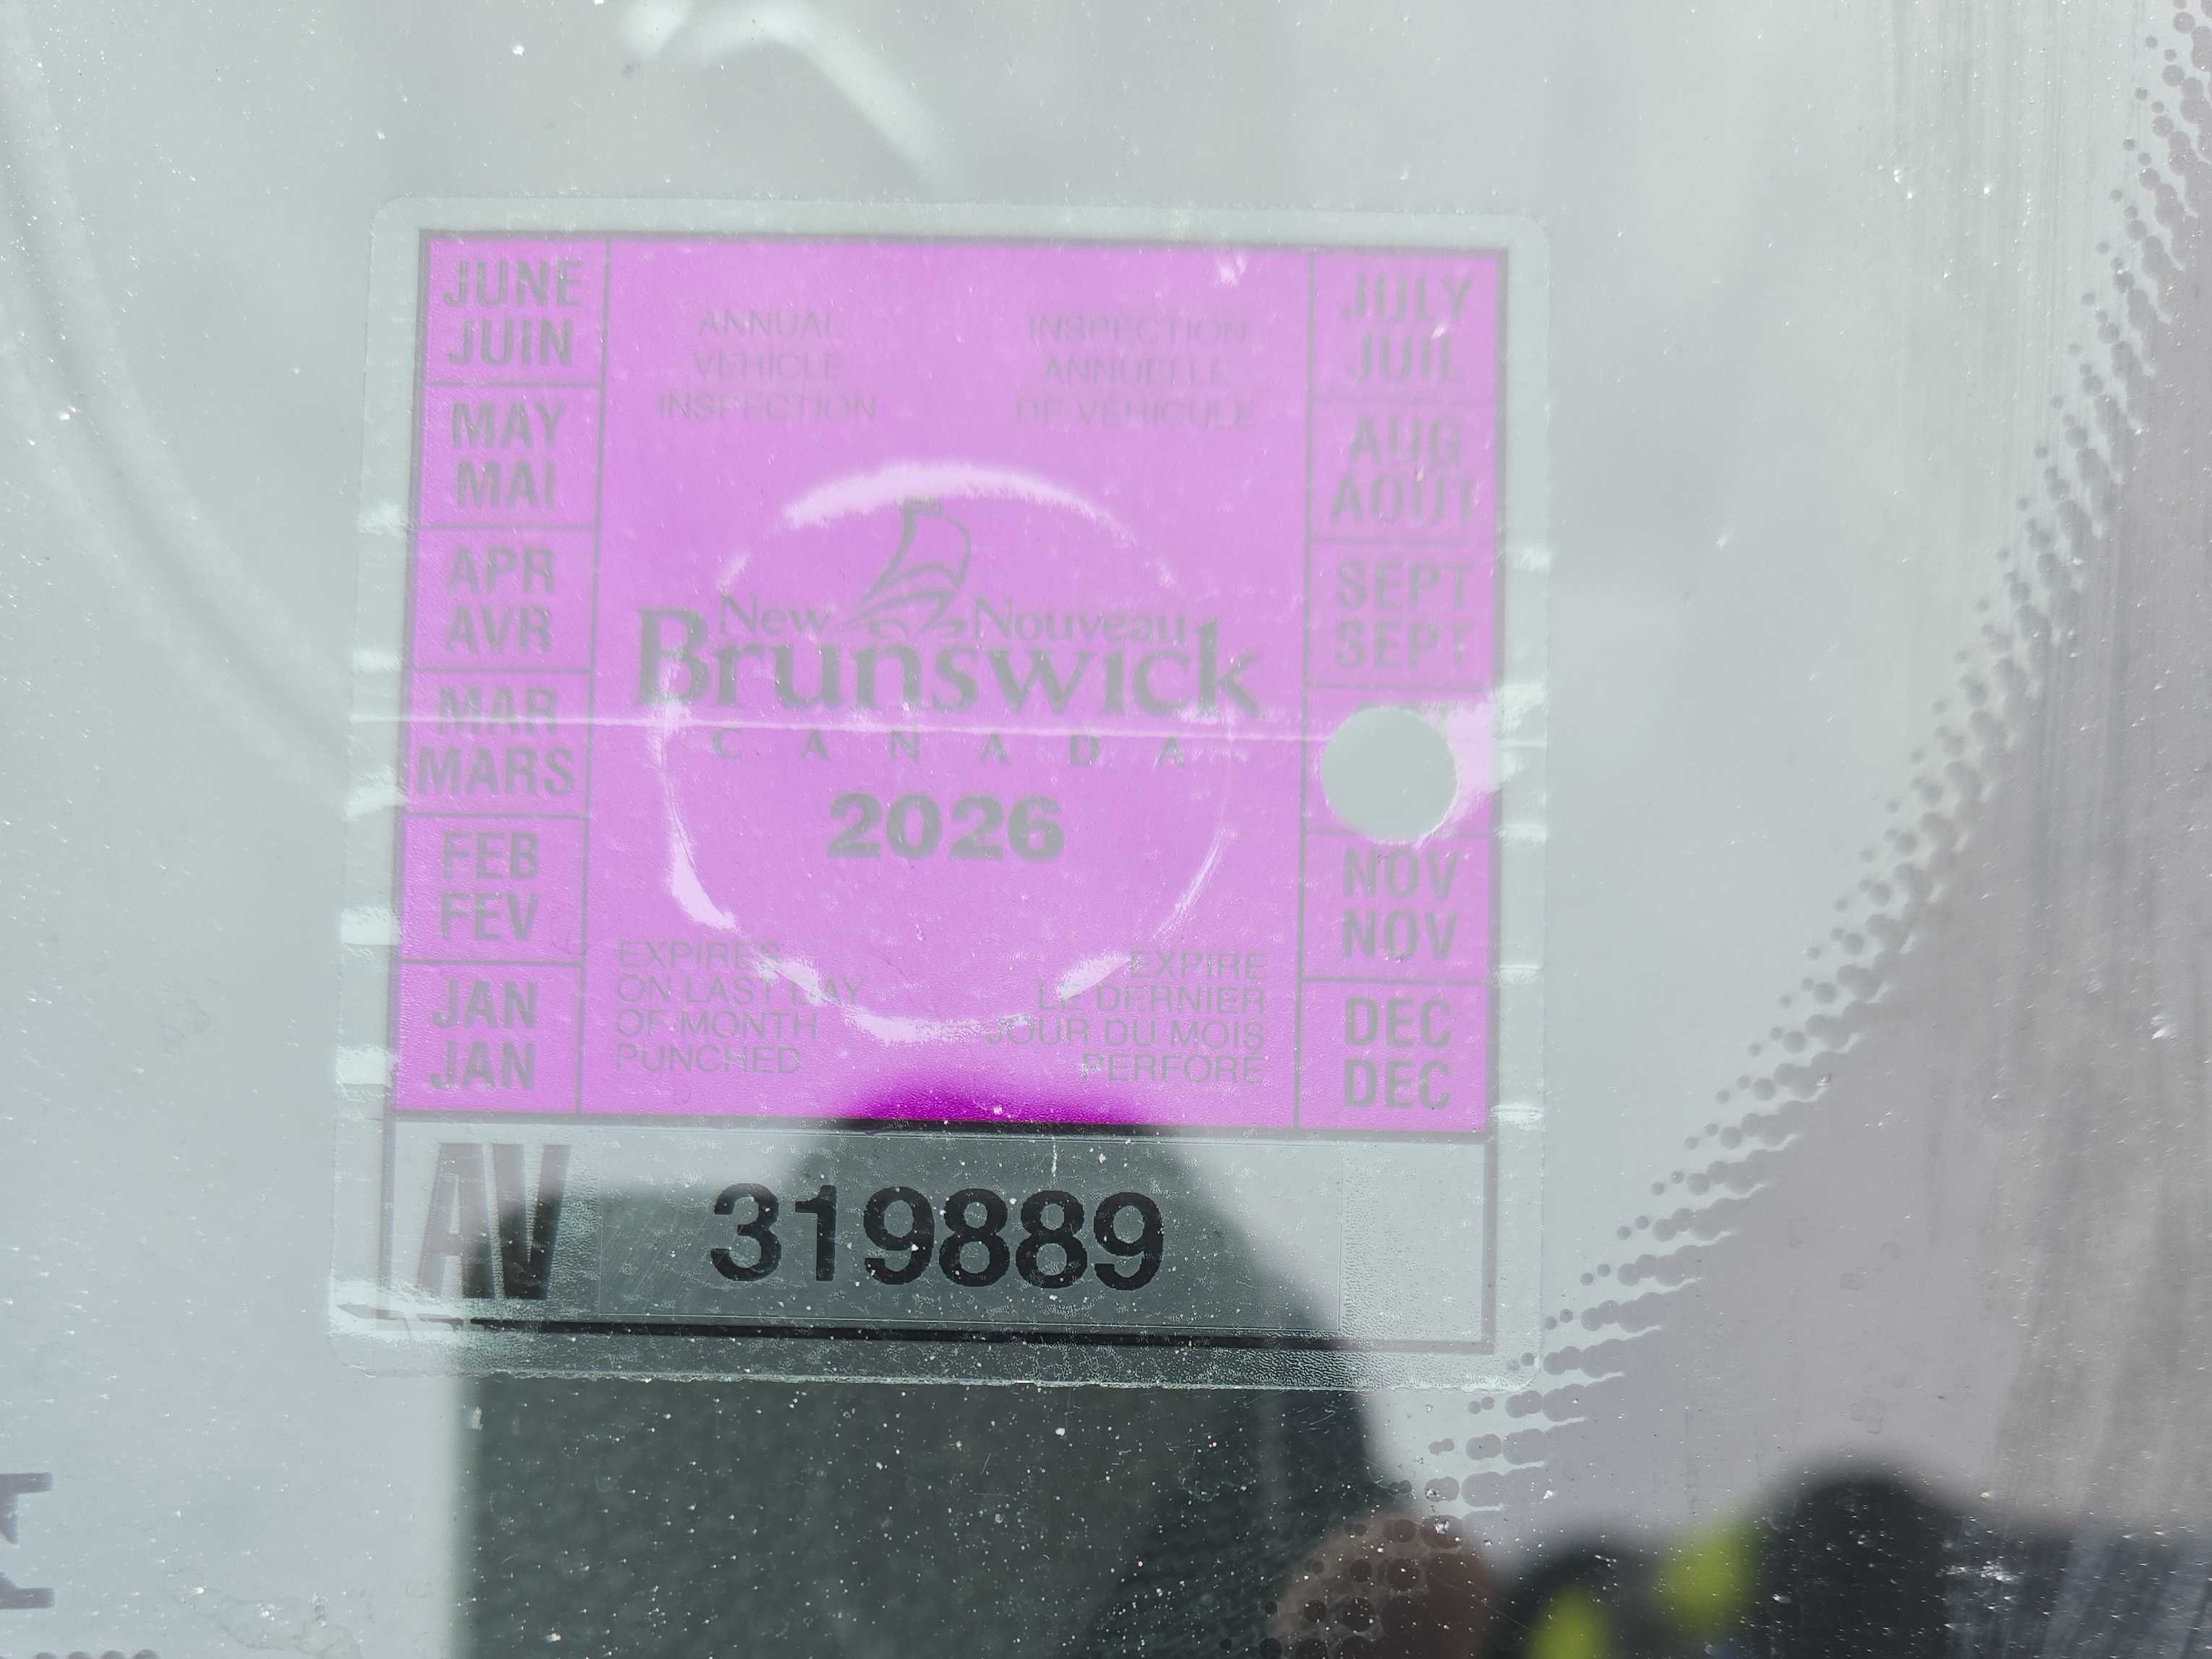 JUNE
JUIN
MAY
MAI
APR
AVR
MAR
MARS
FEB
FEV
JAN
JAN
ANNUAL
VEHICLE
INSPECTION
INSPECTION
ANNUELLE
DE VÉHICULE
New Nouveau
Brunswick
CANADA
2026
EXPIRES
ON LAST DAY
OF MONTH
PUNCHED
EXPIRE
LE DERNIER
JOUR DU MOIS
PERFORÉ
JULY
JUIL
AUG
AOUT
SEPT
SEPT
NOV
NOV
DEC
DEC
AV 319889